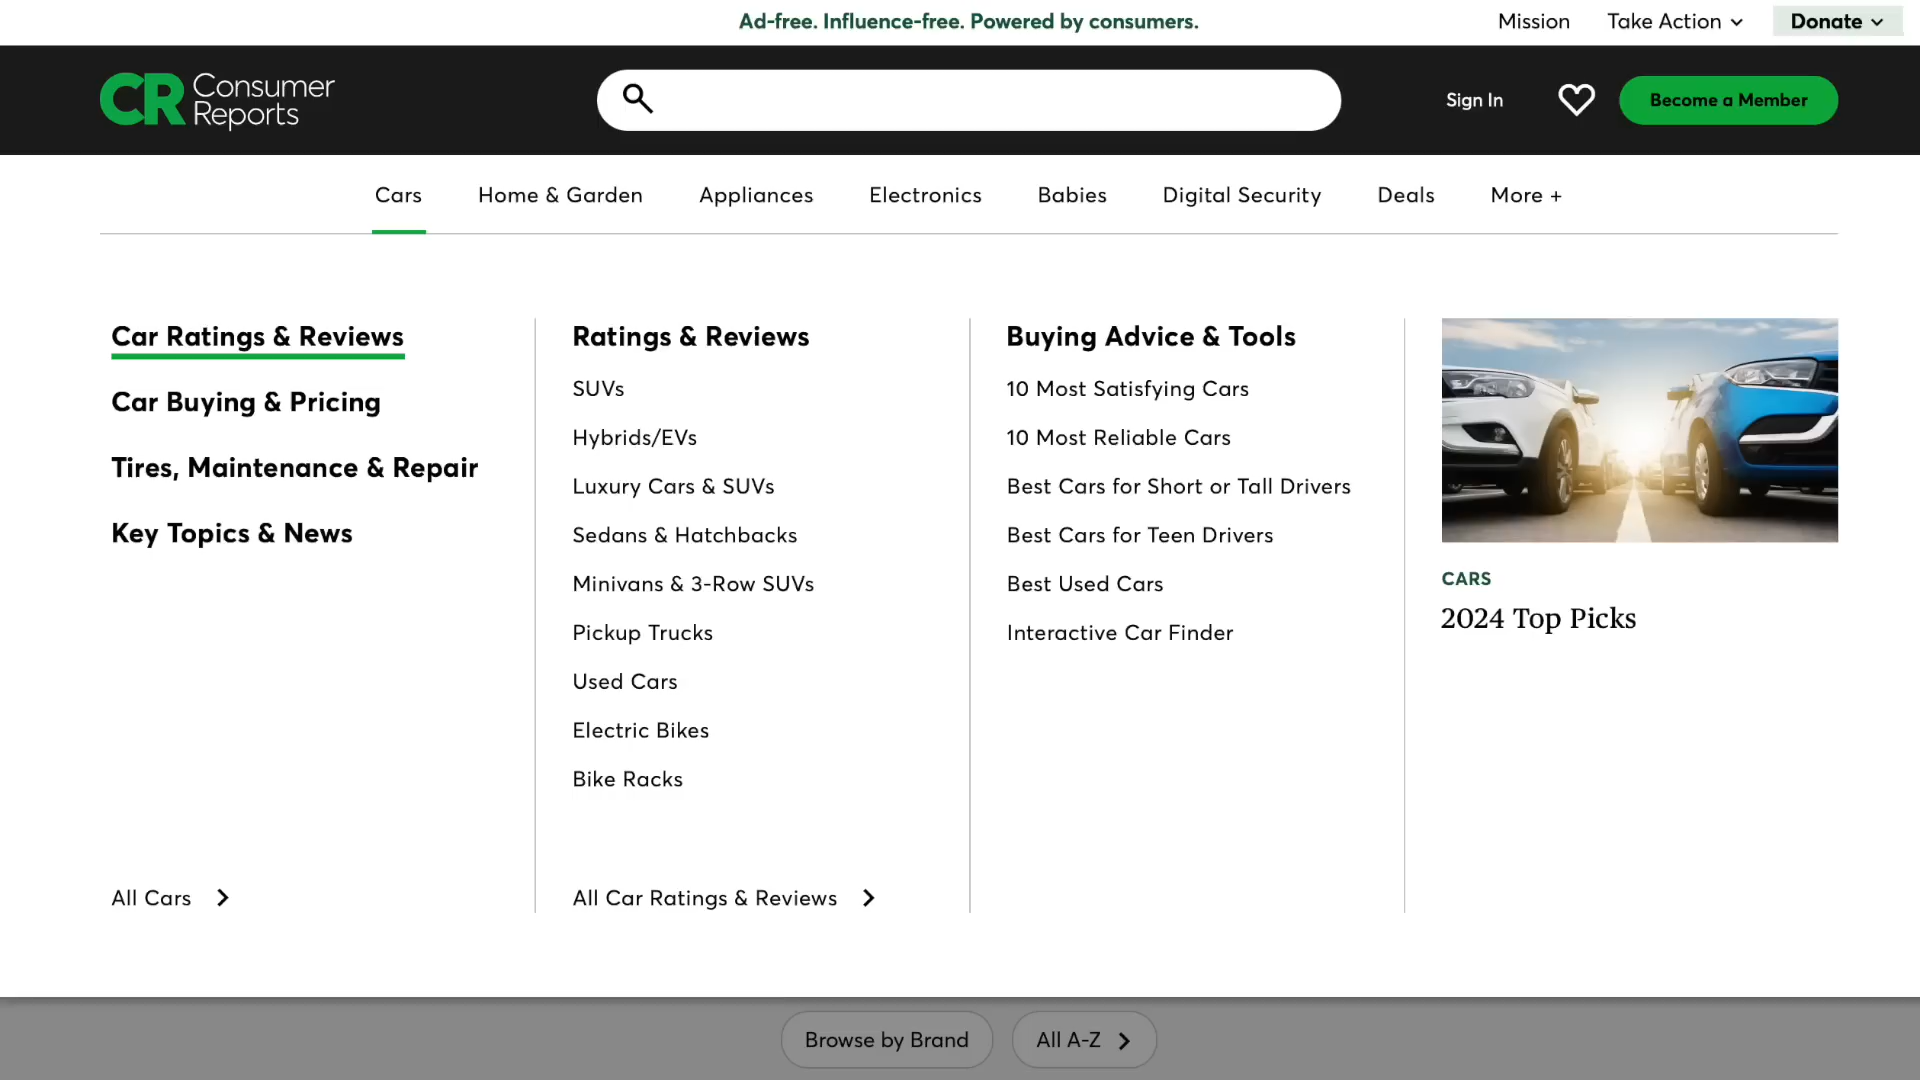 Ad-free. Influence-free. Powered by consumers.
Mission
Take Action
Donate
CR Consumer Reports
Sign In
Become a Member
Cars
Home & Garden
Appliances
Electronics
Babies
Digital Security
Deals
More +
Car Ratings & Reviews
Car Buying & Pricing
Tires, Maintenance & Repair
Key Topics & News
All Cars
Ratings & Reviews
SUVs
Hybrids/EVs
Luxury Cars & SUVs
Sedans & Hatchbacks
Minivans & 3-Row SUVs
Pickup Trucks
Used Cars
Electric Bikes
Bike Racks
All Car Ratings & Reviews
Buying Advice & Tools
10 Most Satisfying Cars
10 Most Reliable Cars
Best Cars for Short or Tall Drivers
Best Cars for Teen Drivers
Best Used Cars
Interactive Car Finder
CARS
2024 Top Picks
Browse by Brand
All A-Z